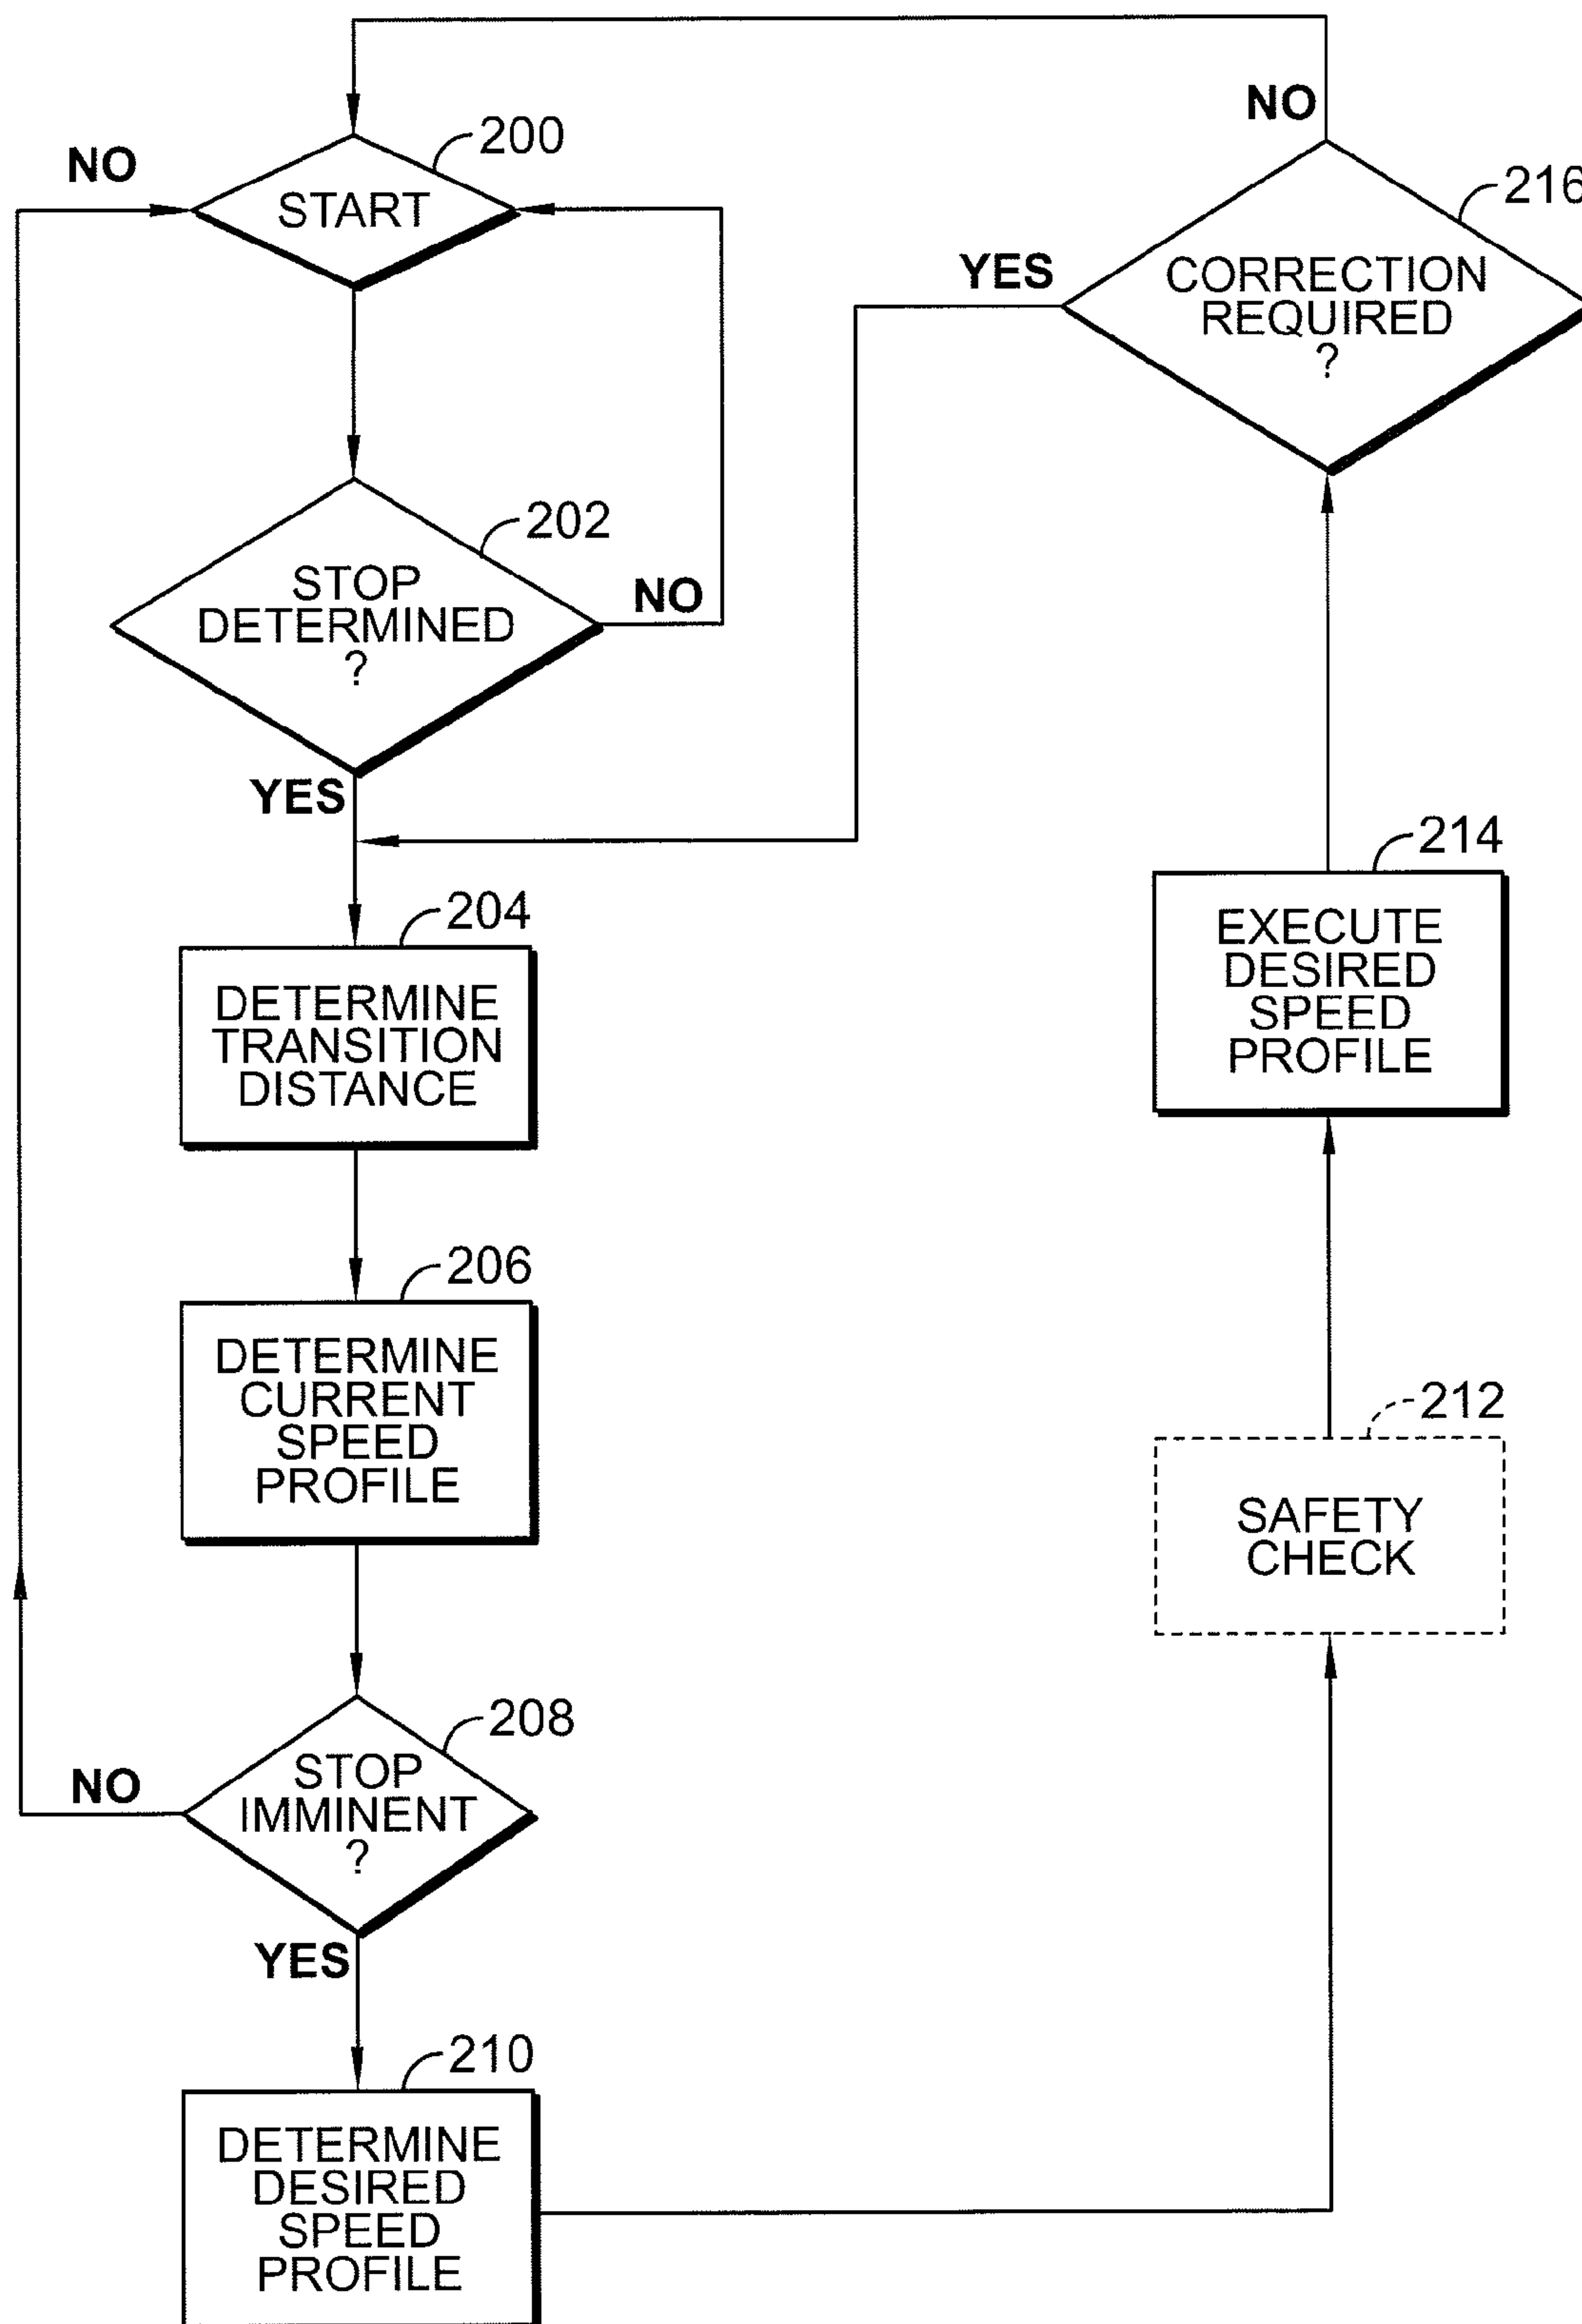 NO
200
START
202
STOP
DETERMINED
?
NO
YES
204
DETERMINE
TRANSITION
DISTANCE
206
DETERMINE
CURRENT
SPEED
PROFILE
208
STOP
IMMINENT
?
NO
YES
210
DETERMINE
DESIRED
SPEED
PROFILE
212
SAFETY
CHECK
214
EXECUTE
DESIRED
SPEED
PROFILE
216
CORRECTION
REQUIRED
?
YES
NO